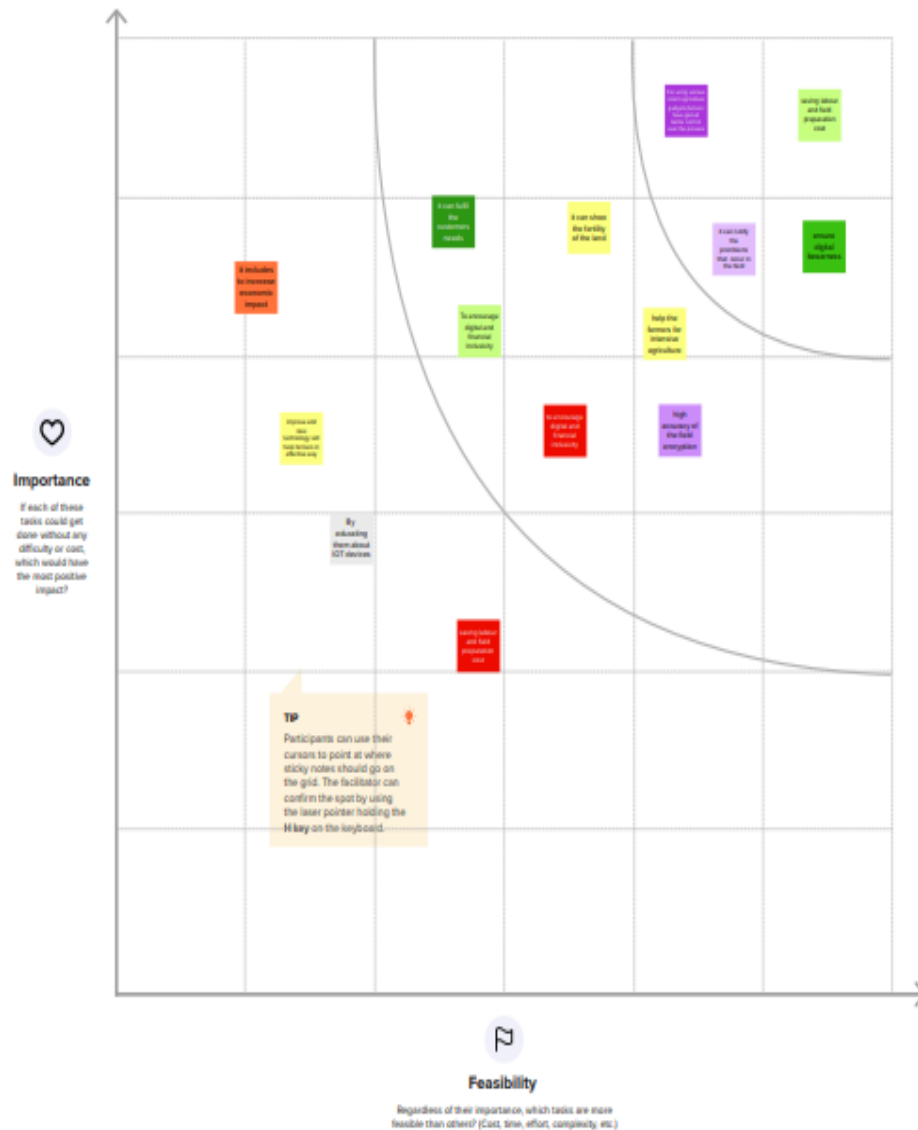 saving labour
and field
preparation
cost
it can fulfil
the
customers
needs
it can show
the fertility
of the land
it can notify
the
problems
that occur in
the field
ensure
digital
It includes
to increase
economic
impact
To encourage
digital and
financial
inclusivity
help the
farmers for
intensive
agriculture
to encourage
digital and
financial
inclusivity
high
accuracy of
the field
encryption
By
educating
them about
IOT devices
saving labour
and field
preparation
cost
Importance
If each of these
tasks could get
done without any
difficulty or cost,
which would have
the most positive
impact?
TIP
Participants can use their
cursors to point at where
sticky notes should go on
the grid. The facilitator can
confirm the spot by using
the laser pointer holding the
H key on the keyboard.
Feasibility
Regardless of their importance, which tasks are more
feasible than others? (Cost, time, effort, complexity, etc.)